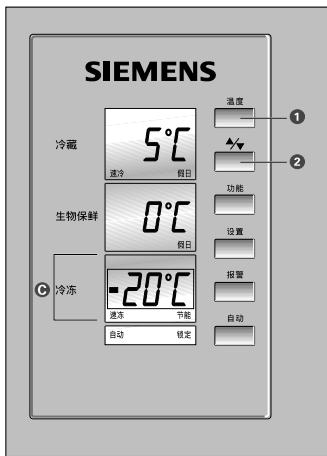 SIEMENS
温度
1
冷藏
5°C
速冷 假日
2
功能
生物保鲜
0°C
假日
设置
C 冷冻
-20°C
速冻 节能
报警
自动 锁定
自动